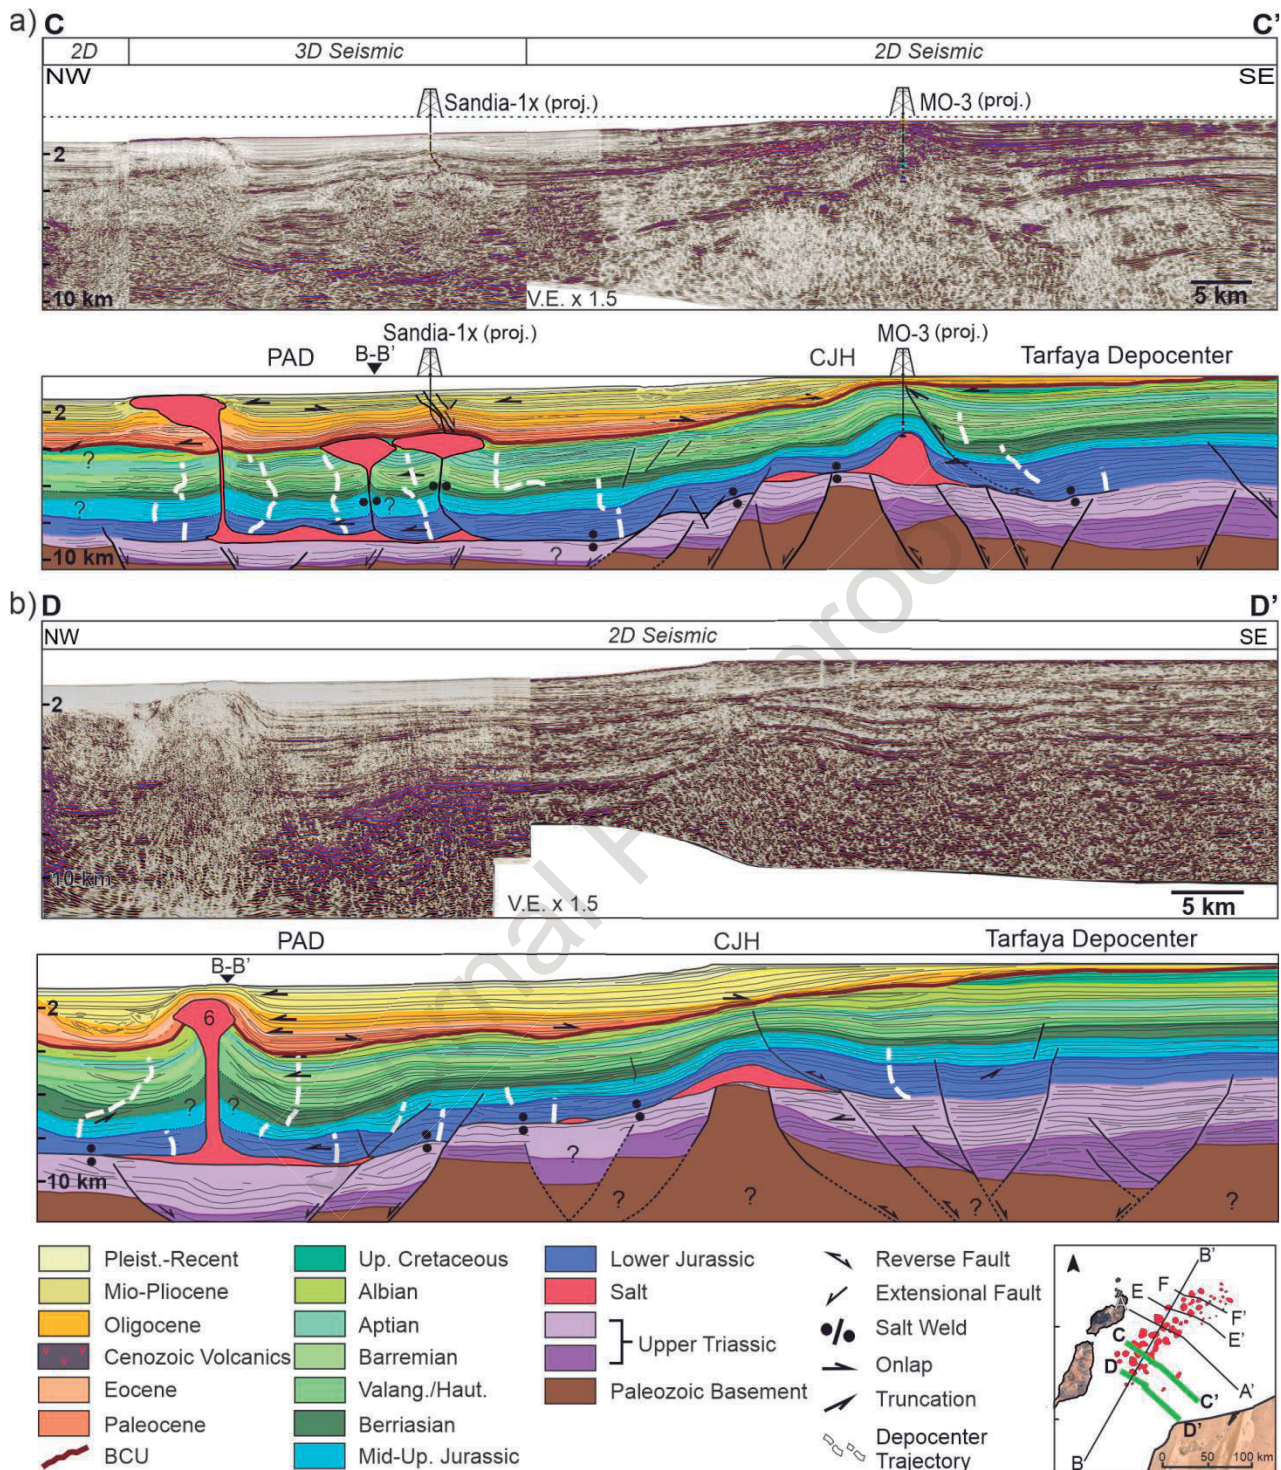 a) C C'
2D 3D Seismic 2D Seismic
NW SE
Sandia-1x (proj.) MO-3 (proj.)
2
10 km V.E. x 1.5 5 km
Sandia-1x (proj.) MO-3 (proj.)
PAD B-B' CJH Tarfaya Depocenter
2
?
?
?
?
10 km
b) D D'
NW 2D Seismic SE
2
10 km
V.E. x 1.5 5 km
PAD CJH Tarfaya Depocenter
B-B'
2 6
? ?
?
10 km ? ? ? ?
Pleist.-Recent
Mio-Pliocene
Oligocene
Cenozoic Volcanics
Eocene
Paleocene
BCU
Up. Cretaceous
Albian
Aptian
Barremian
Valang./Haut.
Berriasian
Mid-Up. Jurassic
Lower Jurassic
Salt
Upper Triassic
Paleozoic Basement
Reverse Fault
Extensional Fault
Salt Weld
Onlap
Truncation
Depocenter
Trajectory
B'
E F
F'
C E'
D
A'
C'
D'
B
0 50 100 km